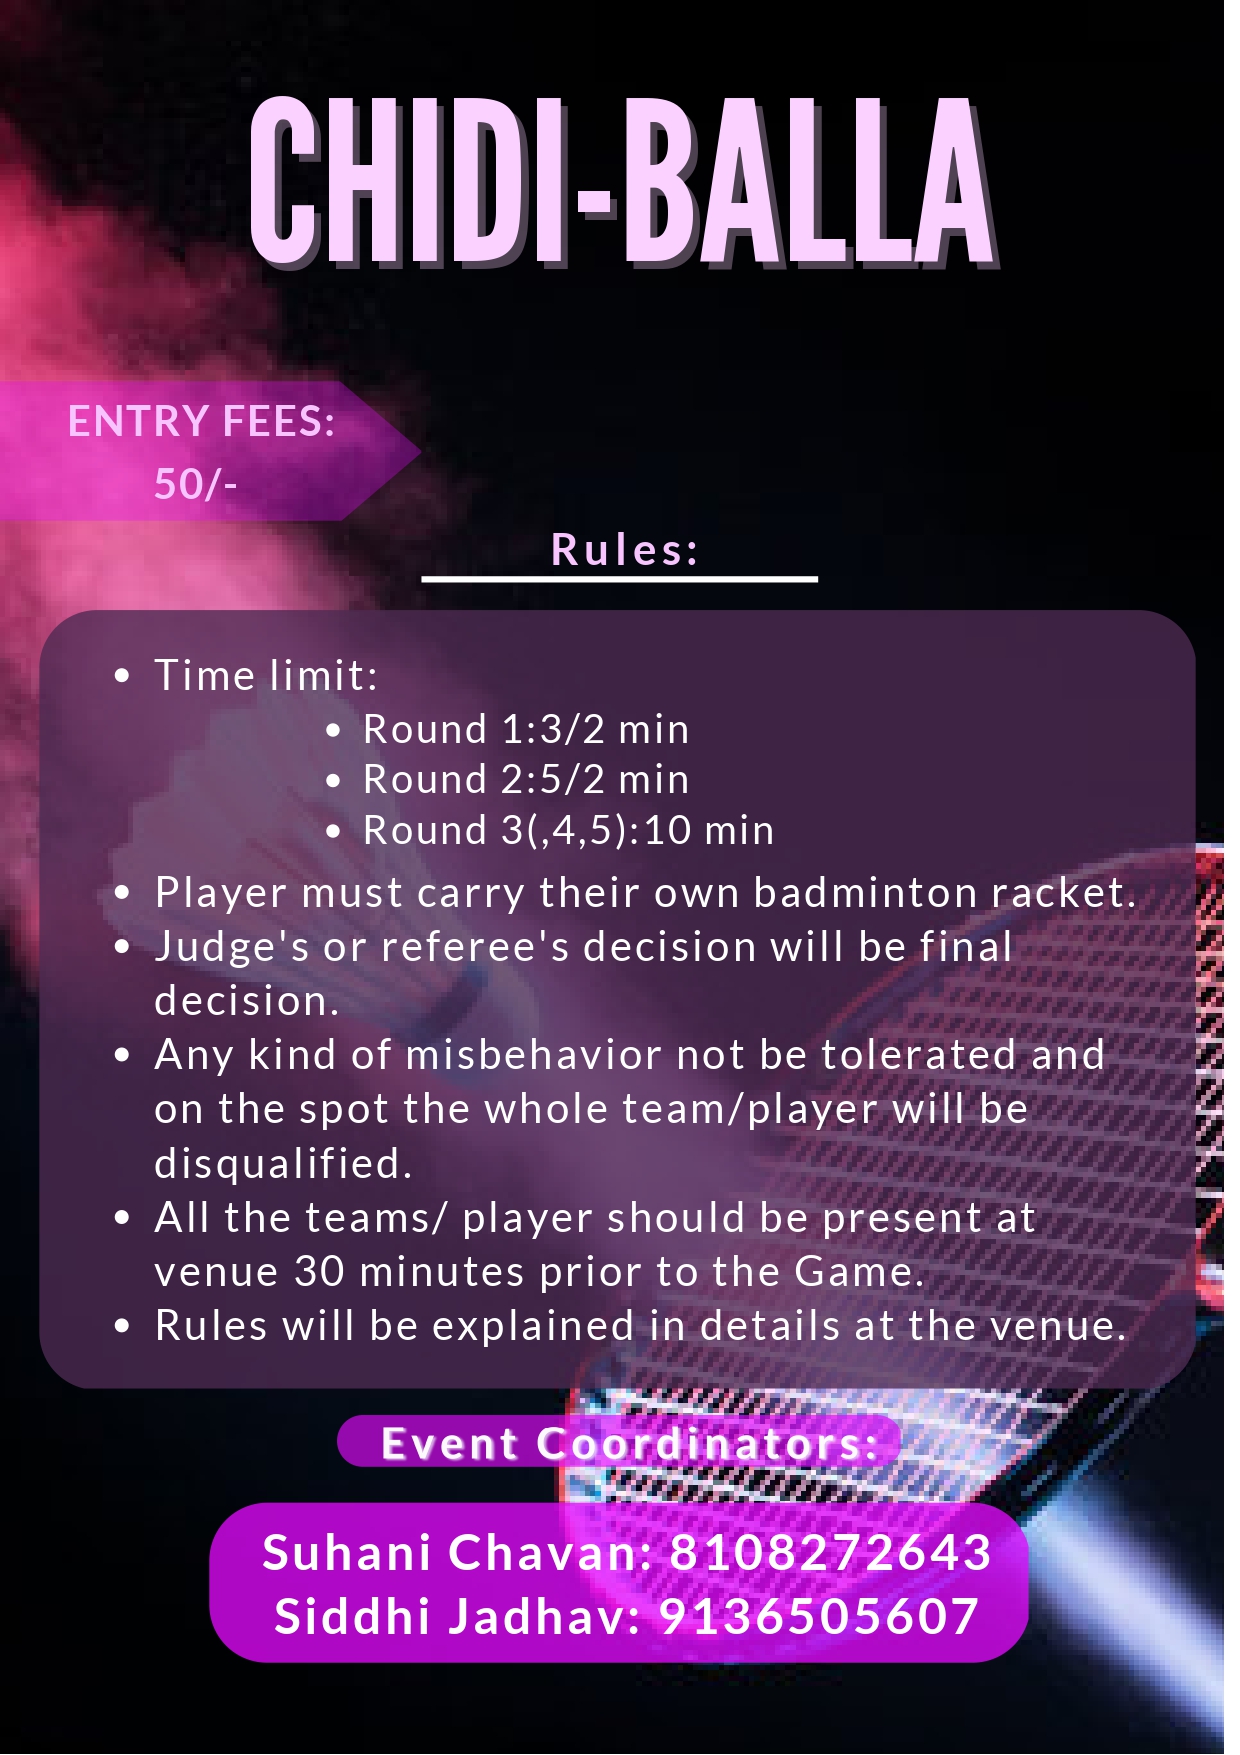 CHIDI-BALLA
ENTRY FEES:
50/-
Rules:
• Time limit:
• Round 1:3/2 min
• Round 2:5/2 min
• Round 3(,4,5):10 min
• Player must carry their own badminton racket.
• Judge's or referee's decision will be final
decision.
• Any kind of misbehavior not be tolerated and
on the spot the whole team/player will be
disqualified.
• All the teams/ player should be present at
venue 30 minutes prior to the Game.
• Rules will be explained in details at the venue.
Event Coordinators:
Suhani Chavan: 8108272643
Siddhi Jadhav: 9136505607